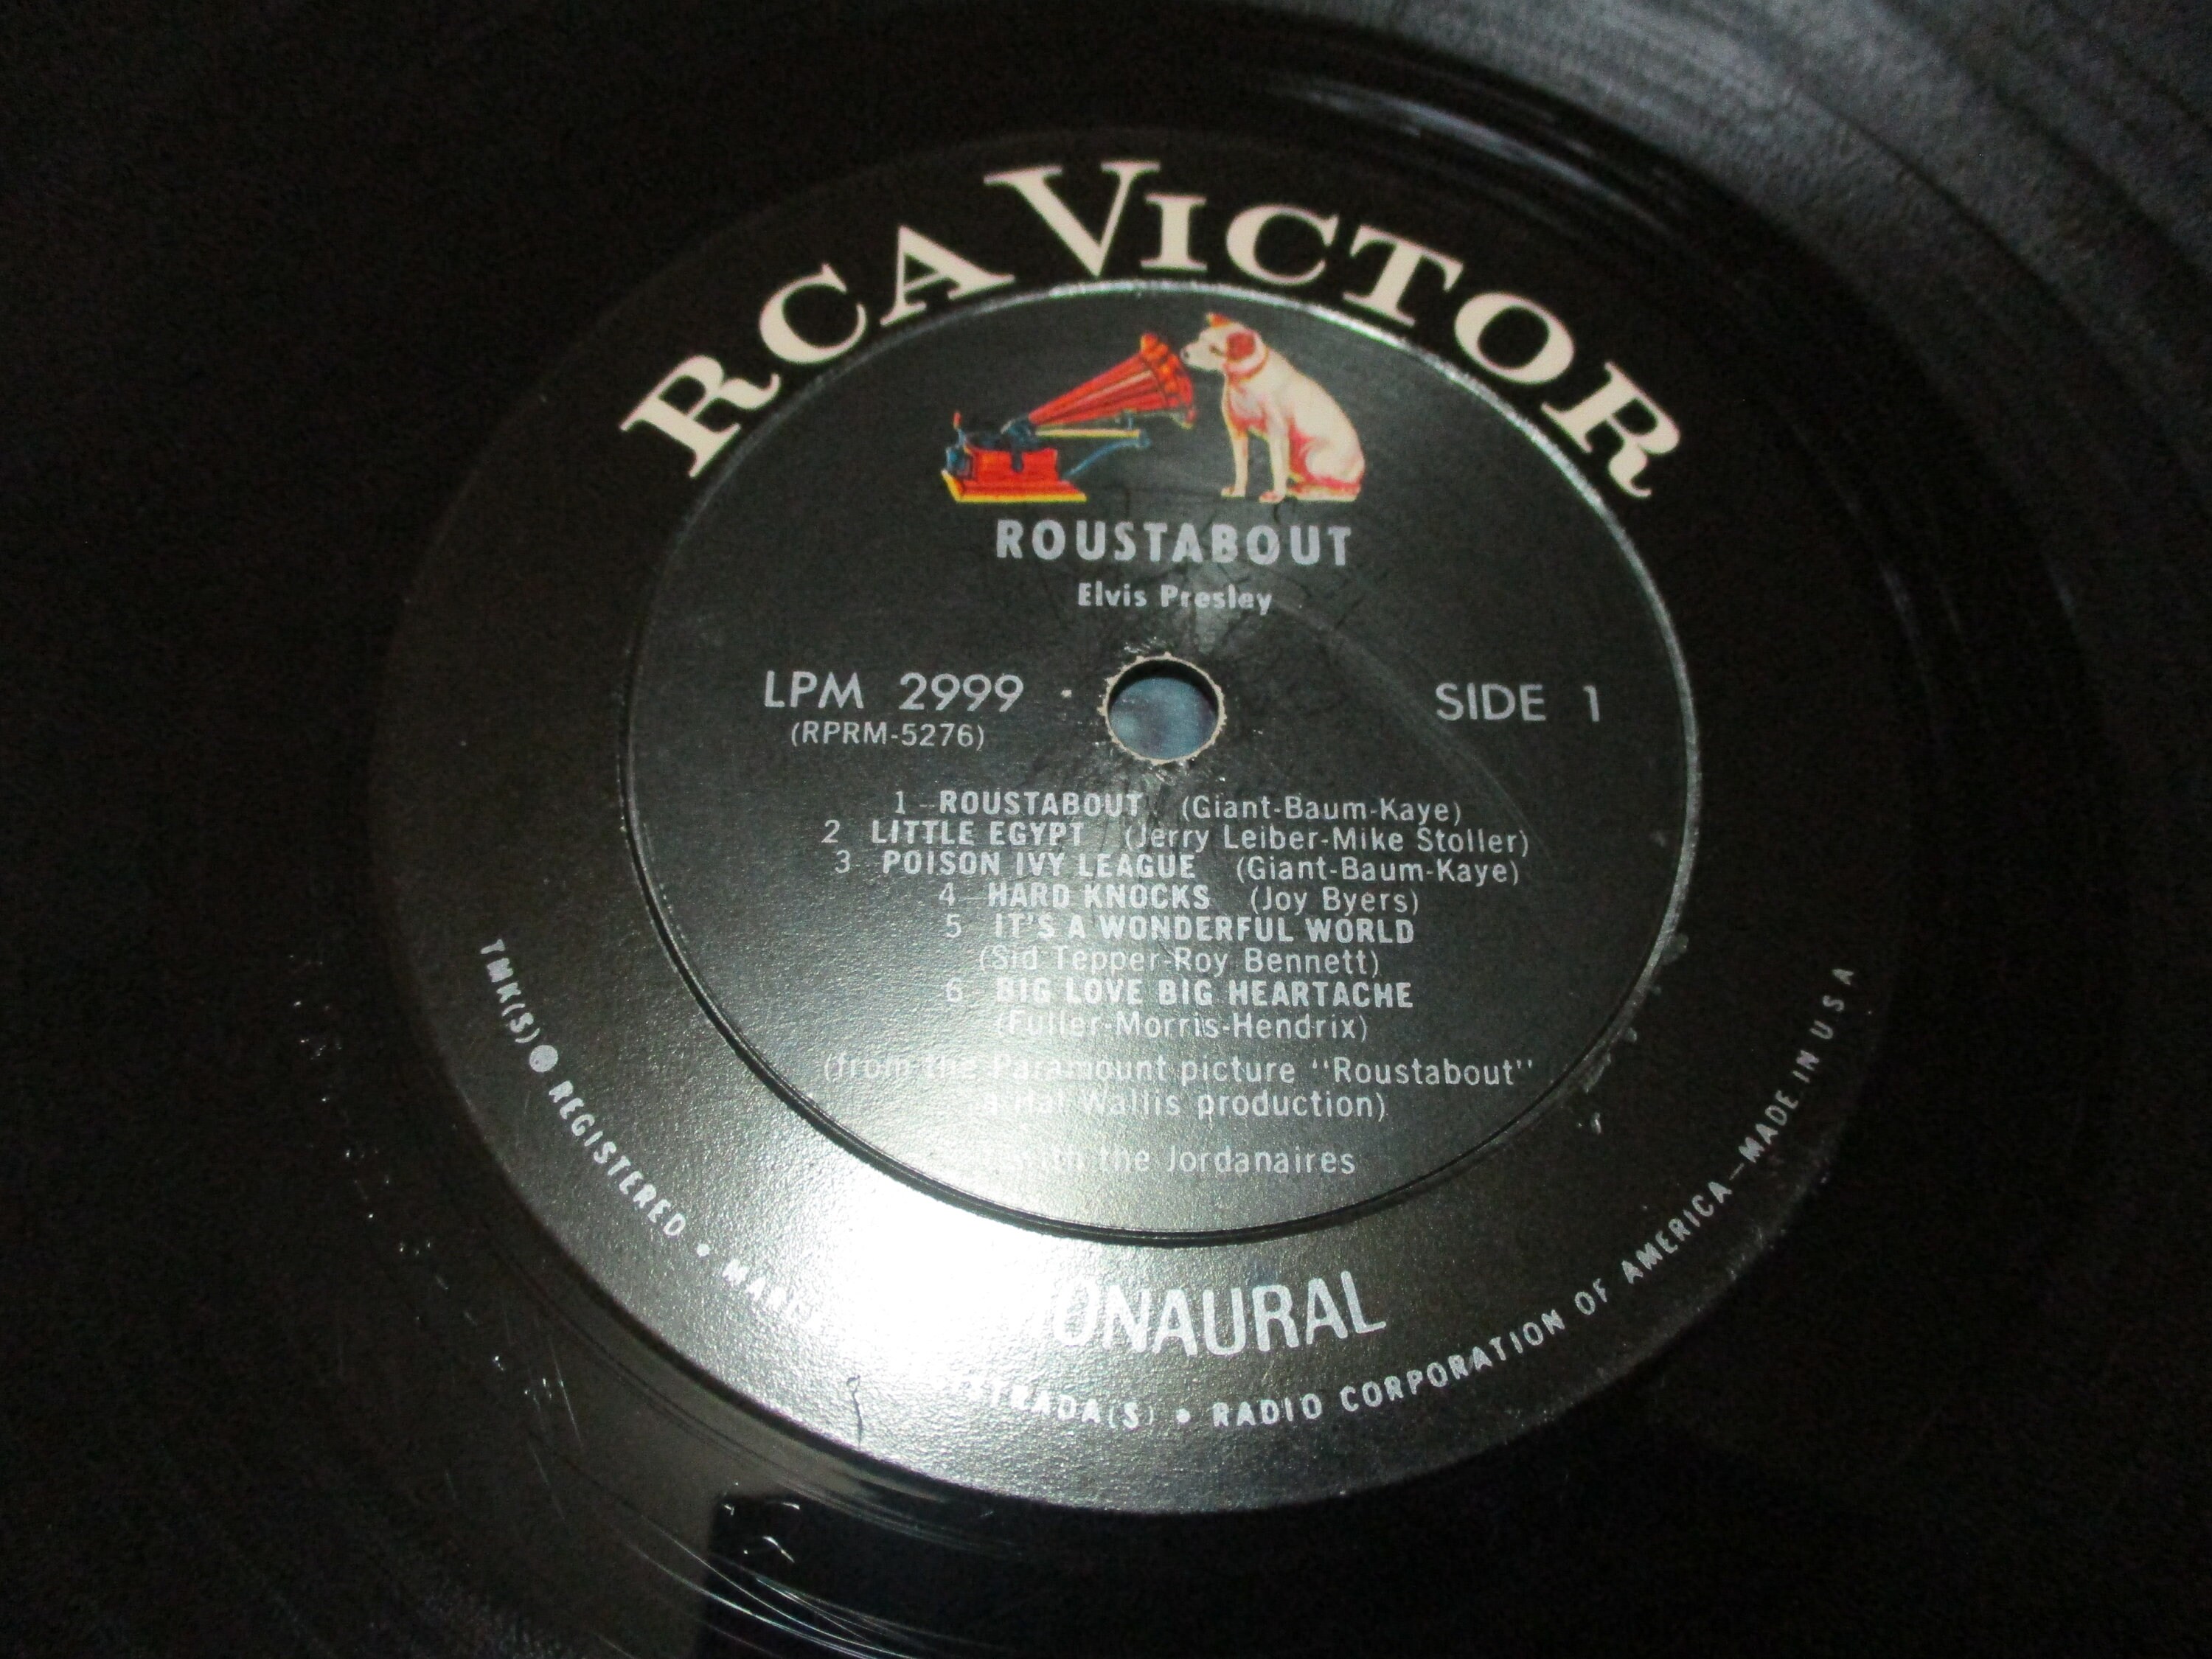 RCA VICTOR
ROUSTABOUT
Elvis Presley
LPM 2999
(RPRM-5276)
SIDE 1
1 - ROUSTABOUT (Giant-Baum-Kaye)
2 LITTLE EGYPT (Jerry Leiber-Mike Stoller)
3 - POISON IVY LEAGUE (Giant-Baum-Kaye)
4 - HARD KNOCKS (Joy Byers)
5 IT'S A WONDERFUL WORLD
(Sid Tepper-Roy Bennett)
6 BIG LOVE BIG HEARTACHE
(Fuller-Morris-Hendrix)
(from the Paramount picture "Roustabout"
a Hal Wallis production)
the Jordanaires
TMK(S) ® REGISTERED • • RADIO CORPORATION OF AMERICA—MADE IN U S A